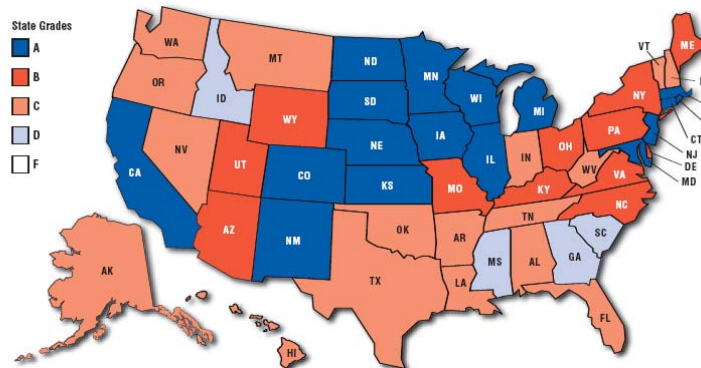 State Grades
A
B
C
D
F
WA
OR
CA
NV
ID
MT
WY
UT
AZ
CO
NM
ND
SD
NE
KS
OK
TX
MN
IA
MO
AR
LA
WI
IL
MI
IN
OH
KY
TN
MS
AL
GA
FL
SC
NC
VA
WV
PA
NY
VT
ME
CT
NJ
DE
MD
AK
HI